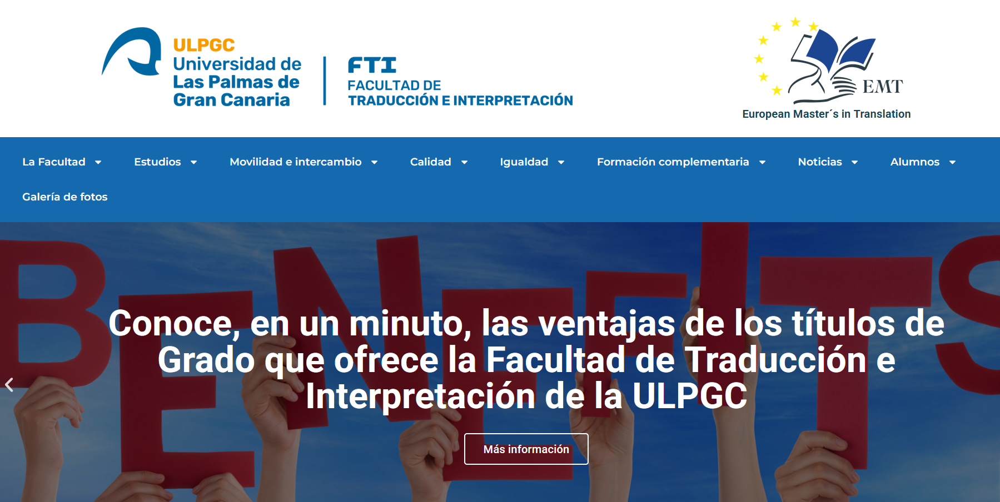 ULPGC
Universidad de
Las Palmas de
Gran Canaria
FTI
FACULTAD DE
TRADUCCIÓN E INTERPRETACIÓN
EMT
European Master´s in Translation
La Facultad
Estudios
Movilidad e intercambio
Calidad
Igualdad
Formación complementaria
Noticias
Alumnos
Galería de fotos
BENEFITS
Conoce, en un minuto, las ventajas de los títulos de
Grado que ofrece la Facultad de Traducción e
Interpretación de la ULPGC
Más información